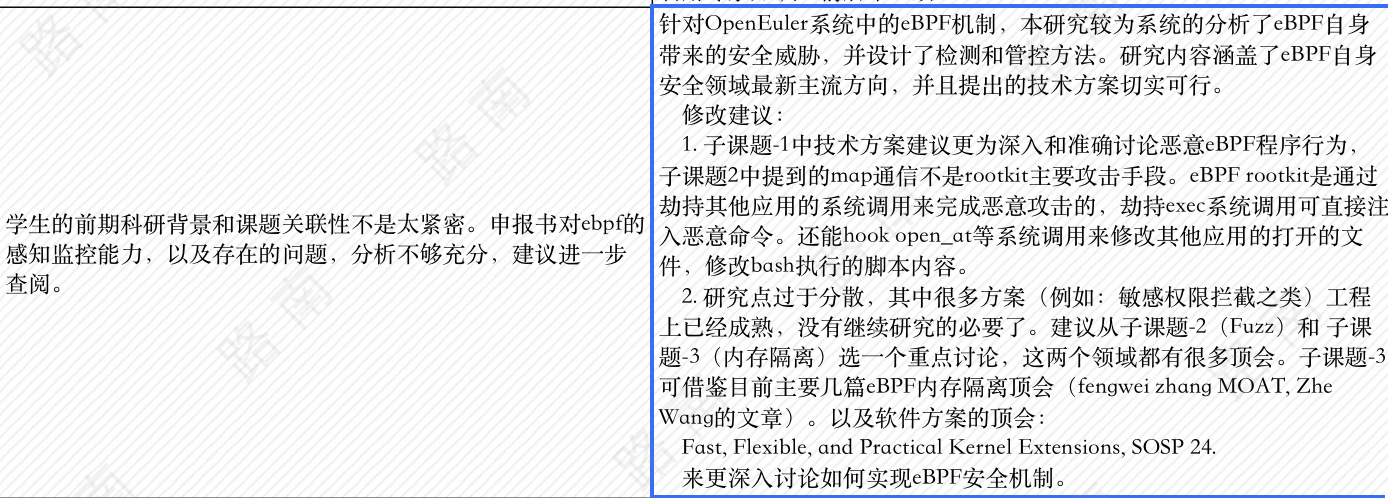 学生的前期科研背景和课题关联性不是太紧密。申报书对ebpf的
感知监控能力，以及存在的问题，分析不够充分，建议进一步
查阅。
针对OpenEuler系统中的eBPF机制，本研究较为系统的分析了eBPF自身
带来的安全威胁，并设计了检测和管控方法。研究内容涵盖了eBPF自身
安全领域最新主流方向，并且提出的技术方案切实可行。
修改建议：
1. 子课题-1中技术方案建议更为深入和准确讨论恶意eBPF程序行为，
子课题2中提到的map通信不是rootkit主要攻击手段。eBPF rootkit是通过
劫持其他应用的系统调用来完成恶意攻击的，劫持exec系统调用可直接注
入恶意命令。还能hook open_at等系统调用来修改其他应用的打开的文
件，修改bash执行的脚本内容。
2. 研究点过于分散，其中很多方案（例如：敏感权限拦截之类）工程
上已经成熟，没有继续研究的必要了。建议从子课题-2（Fuzz）和 子课
题-3（内存隔离）选一个重点讨论，这两个领域都有很多顶会。子课题-3
可借鉴目前主要几篇eBPF内存隔离顶会（fengwei zhang MOAT, Zhe
Wang的文章）。以及软件方案的顶会：
Fast, Flexible, and Practical Kernel Extensions, SOSP 24.
来更深入讨论如何实现eBPF安全机制。
路南
路南
路南
路南